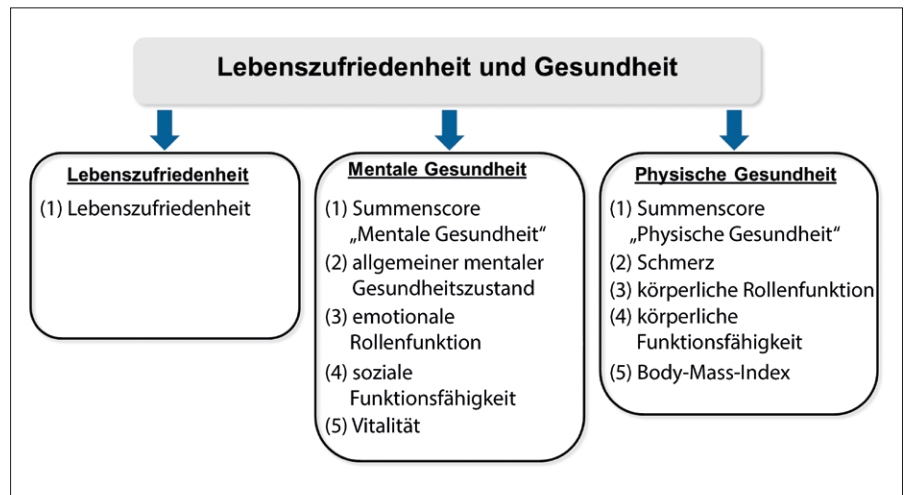 Lebenszufriedenheit und Gesundheit
Lebenszufriedenheit
(1) Lebenszufriedenheit
Mentale Gesundheit
(1) Summenscore
„Mentale Gesundheit“
(2) allgemeiner mentaler
Gesundheitszustand
(3) emotionale
Rollenfunktion
(4) soziale
Funktionsfähigkeit
(5) Vitalität
Physische Gesundheit
(1) Summenscore
„Physische Gesundheit“
(2) Schmerz
(3) körperliche Rollenfunktion
(4) körperliche
Funktionsfähigkeit
(5) Body-Mass-Index